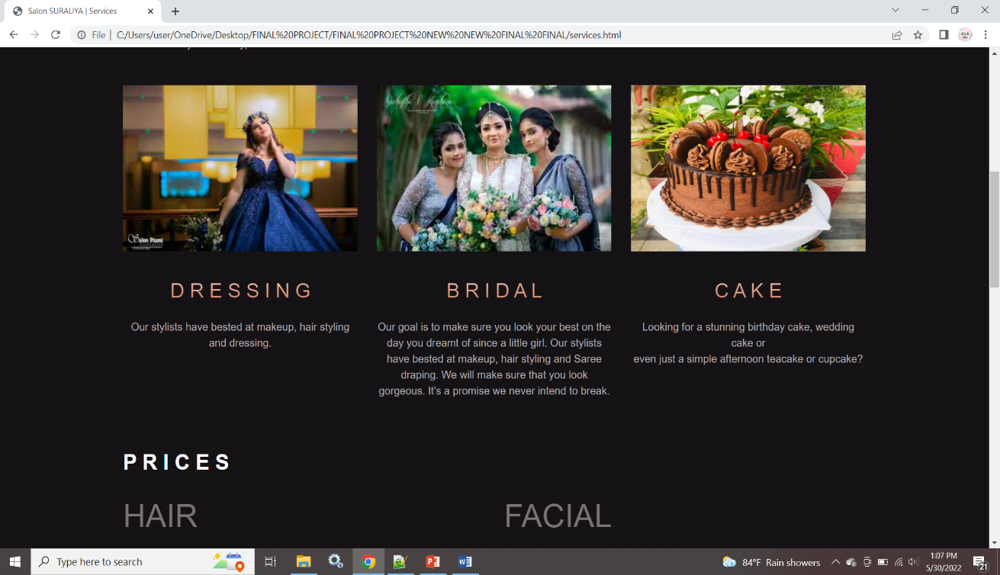 Salon SURALIYA | Services
File | C:/Users/user/OneDrive/Desktop/FINAL%20PROJECT/FINAL%20PROJECT%20NEW%20NEW%20FINAL%20FINAL/services.html
Salon Piumi
DRESSING
BRIDAL
CAKE
Our stylists have bested at makeup, hair styling
and dressing.
Our goal is to make sure you look your best on the
day you dreamt of since a little girl. Our stylists
have bested at makeup, hair styling and Saree
draping. We will make sure that you look
gorgeous. It's a promise we never intend to break.
Looking for a stunning birthday cake, wedding
cake or
even just a simple afternoon teacake or cupcake?
PRICES
HAIR
FACIAL
Type here to search
84°F Rain showers
1:07 PM
5/30/2022
21